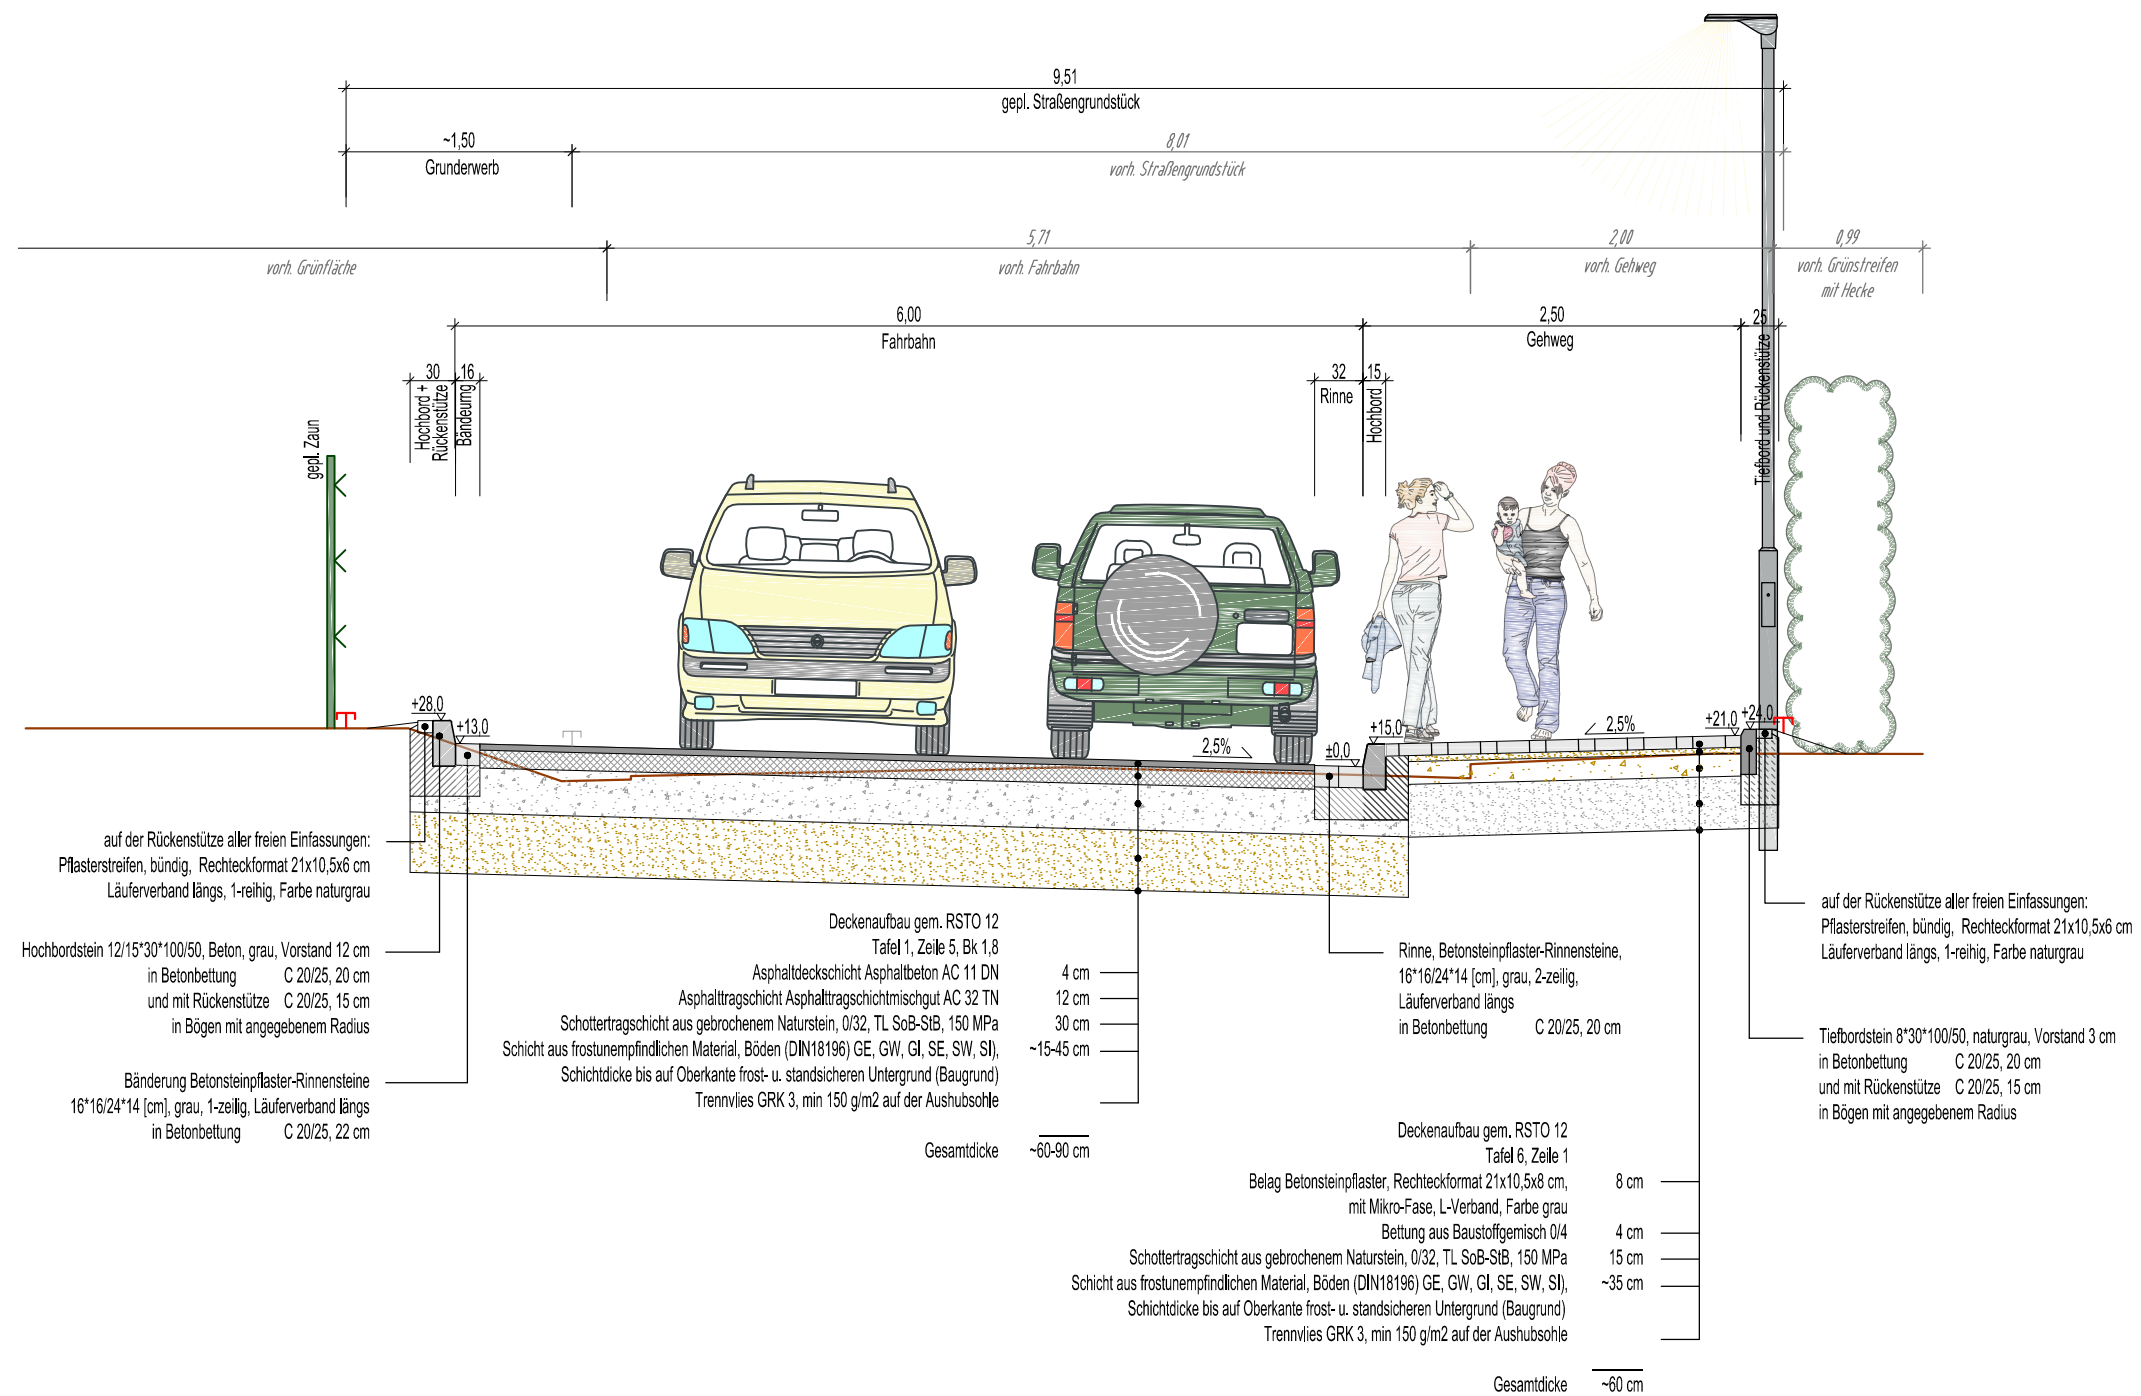 9,51
gepl. Straßengrundstück
~1,50
Grunderwerb
8,01
vorh. Straßengrundstück
vorh. Grünfläche
5,71
vorh. Fahrbahn
2,00
vorh. Gehweg
0,99
vorh. Grünstreifen
mit Hecke
6,00
Fahrbahn
2,50
Gehweg
25
Tiefbord und Rückenstütze
30
Hochbord +
Rückenstütze
16
Bändeurng
32
Rinne
15
Hochbord
gepl. Zaun
+28,0
+13,0
2,5%
±0,0
+15,0
2,5%
+21,0
+24,0
auf der Rückenstütze aller freien Einfassungen:
Pflasterstreifen, bündig, Rechteckformat 21x10,5x6 cm
Läuferverband längs, 1-reihig, Farbe naturgrau
Hochbordstein 12/15*30*100/50, Beton, grau, Vorstand 12 cm
in Betonbettung C 20/25, 20 cm
und mit Rückenstütze C 20/25, 15 cm
in Bögen mit angegebenem Radius
Bänderung Betonsteinpflaster-Rinnensteine
16*16/24*14 [cm], grau, 1-zeilig, Läuferverband längs
in Betonbettung C 20/25, 22 cm
Deckenaufbau gem. RSTO 12
Tafel 1, Zeile 5, Bk 1,8
Asphaltdeckschicht Asphaltbeton AC 11 DN 4 cm
Asphalttragschicht Asphalttragschichtmischgut AC 32 TN 12 cm
Schottertragschicht aus gebrochenem Naturstein, 0/32, TL SoB-StB, 150 MPa 30 cm
Schicht aus frostunempfindlichen Material, Böden (DIN18196) GE, GW, GI, SE, SW, SI), ~15-45 cm
Schichtdicke bis auf Oberkante frost- u. standsicheren Untergrund (Baugrund)
Trennvlies GRK 3, min 150 g/m2 auf der Aushubsohle
Gesamtdicke ~60-90 cm
Rinne, Betonsteinpflaster-Rinnensteine,
16*16/24*14 [cm], grau, 2-zeilig,
Läuferverband längs
in Betonbettung C 20/25, 20 cm
Deckenaufbau gem. RSTO 12
Tafel 6, Zeile 1
Belag Betonsteinpflaster, Rechteckformat 21x10,5x8 cm, 8 cm
mit Mikro-Fase, L-Verband, Farbe grau
Bettung aus Baustoffgemisch 0/4 4 cm
Schottertragschicht aus gebrochenem Naturstein, 0/32, TL SoB-StB, 150 MPa 15 cm
Schicht aus frostunempfindlichen Material, Böden (DIN18196) GE, GW, GI, SE, SW, SI), ~35 cm
Schichtdicke bis auf Oberkante frost- u. standsicheren Untergrund (Baugrund)
Trennvlies GRK 3, min 150 g/m2 auf der Aushubsohle
Gesamtdicke ~60 cm
auf der Rückenstütze aller freien Einfassungen:
Pflasterstreifen, bündig, Rechteckformat 21x10,5x6 cm
Läuferverband längs, 1-reihig, Farbe naturgrau
Tiefbordstein 8*30*100/50, naturgrau, Vorstand 3 cm
in Betonbettung C 20/25, 20 cm
und mit Rückenstütze C 20/25, 15 cm
in Bögen mit angegebenem Radius